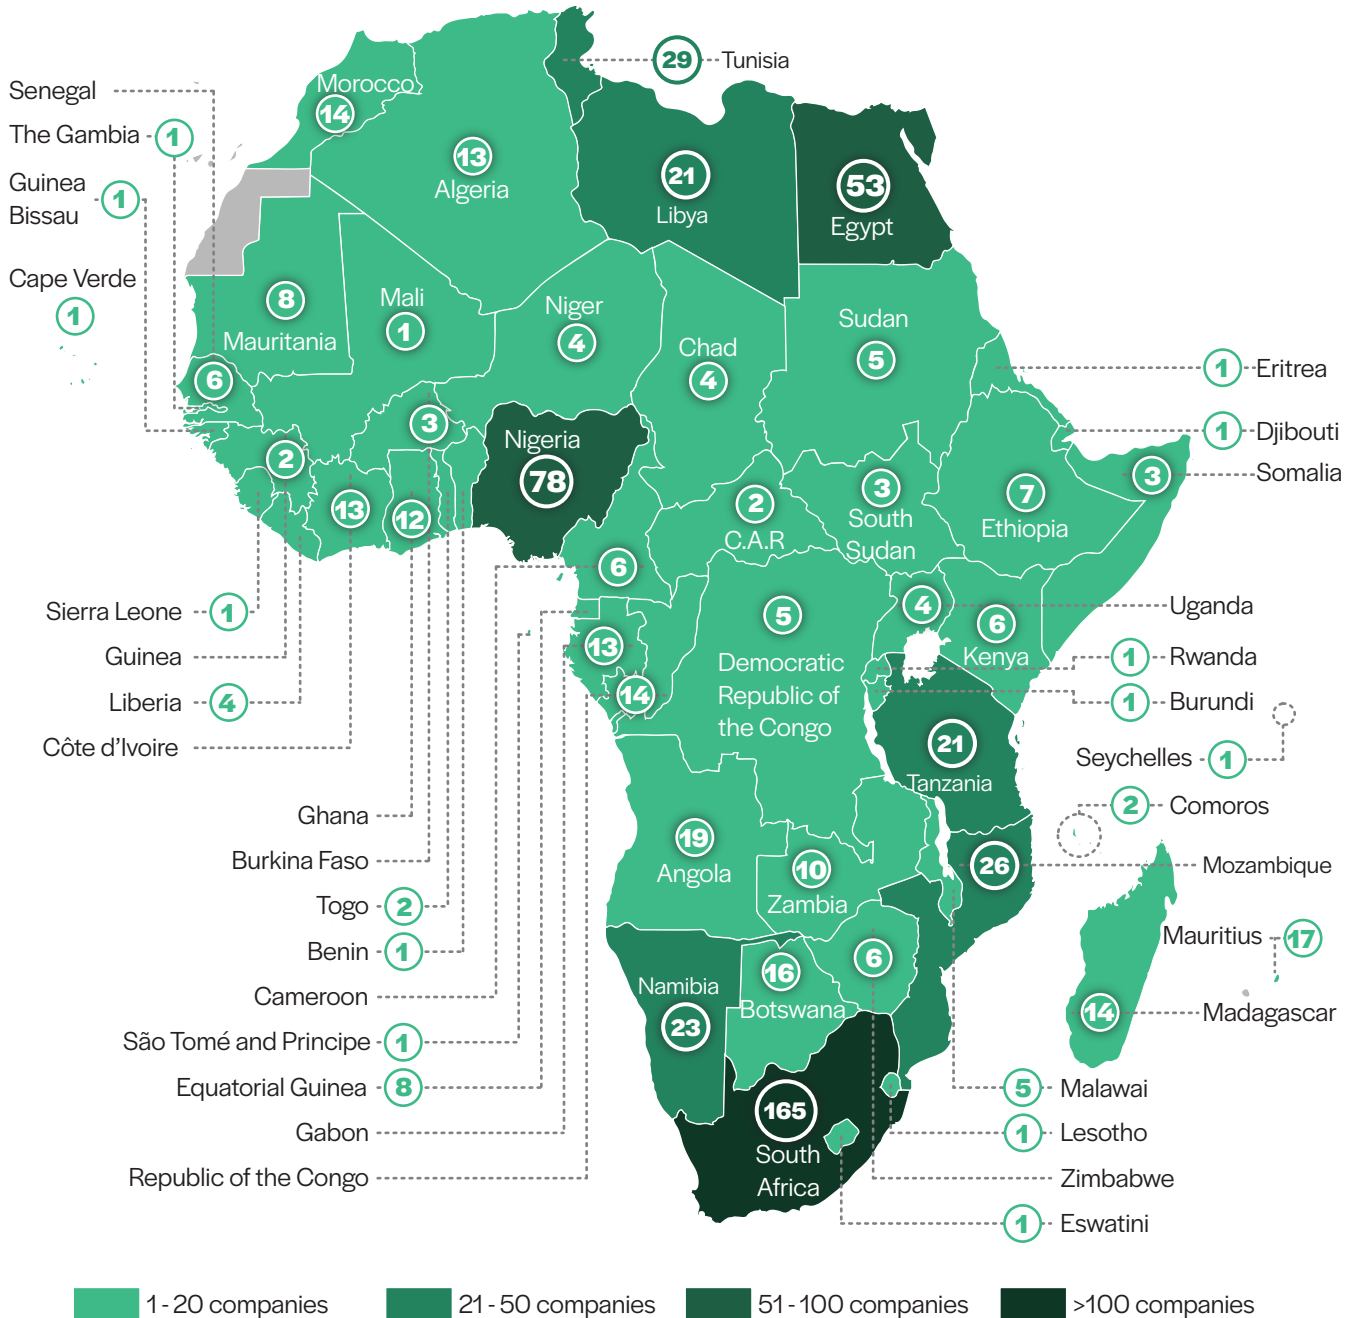 Senegal
The Gambia
1
Guinea
Bissau
1
Cape Verde
1
Morocco
14
13
Algeria
29
Tunisia
21
Libya
53
Egypt
8
Mauritania
Mali
1
Niger
4
Chad
4
Sudan
5
6
3
2
13
12
Nigeria
78
2
C.A.R
3
South
Sudan
7
Ethiopia
3
1
Eritrea
1
Djibouti
Somalia
6
13
14
5
Democratic
Republic of
the Congo
4
6
Kenya
Uganda
1
Rwanda
1
Burundi
Seychelles
1
2
Comoros
21
Tanzania
26
Mozambique
Mauritius
17
14
Madagascar
19
Angola
10
Zambia
6
Namibia
23
16
Botswana
165
South
Africa
Sierra Leone
1
Guinea
Liberia
4
Côte d’Ivoire
Ghana
Burkina Faso
Togo
2
Benin
1
Cameroon
São Tomé and Principe
1
Equatorial Guinea
8
Gabon
Republic of the Congo
5
Malawai
1
Lesotho
Zimbabwe
1
Eswatini
1 - 20 companies
21 - 50 companies
51 - 100 companies
>100 companies